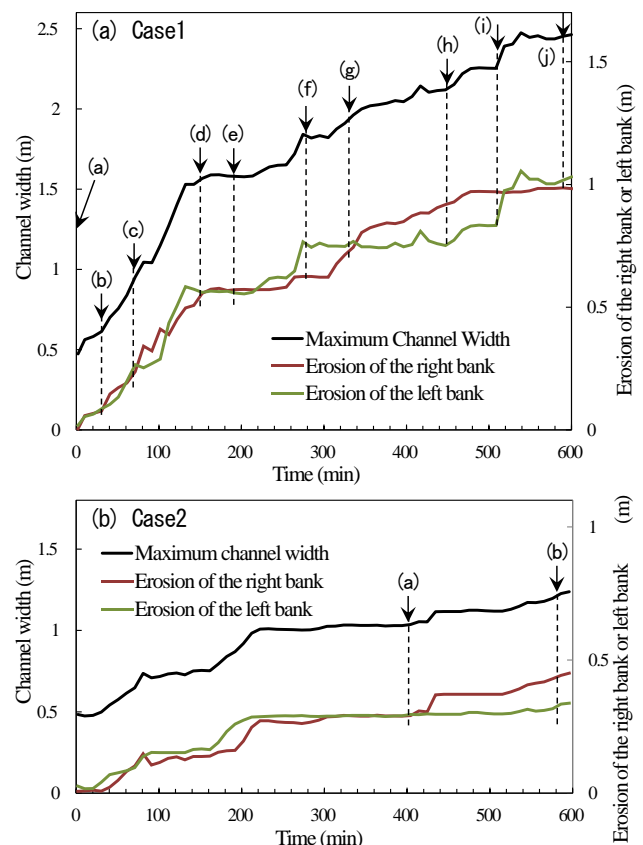 (a) Case1
2.5
2
1.5
1
0.5
0
Channel width (m)
(a)
(b)
(c)
(d)
(e)
(f)
(g)
(h)
(i)
(j)
1.5
1
0.5
0
Erosion of the right bank or left bank (m)
Maximum Channel Width
Erosion of the right bank
Erosion of the left bank
0 100 200 300 400 500 600
Time (min)
(b) Case2
1.5
1
0.5
0
Channel width (m)
Maximum channel width
Erosion of the right bank
Erosion of the left bank
(a)
(b)
1
0.5
0
Erosion of the right bank or left bank (m)
0 100 200 300 400 500 600
Time (min)